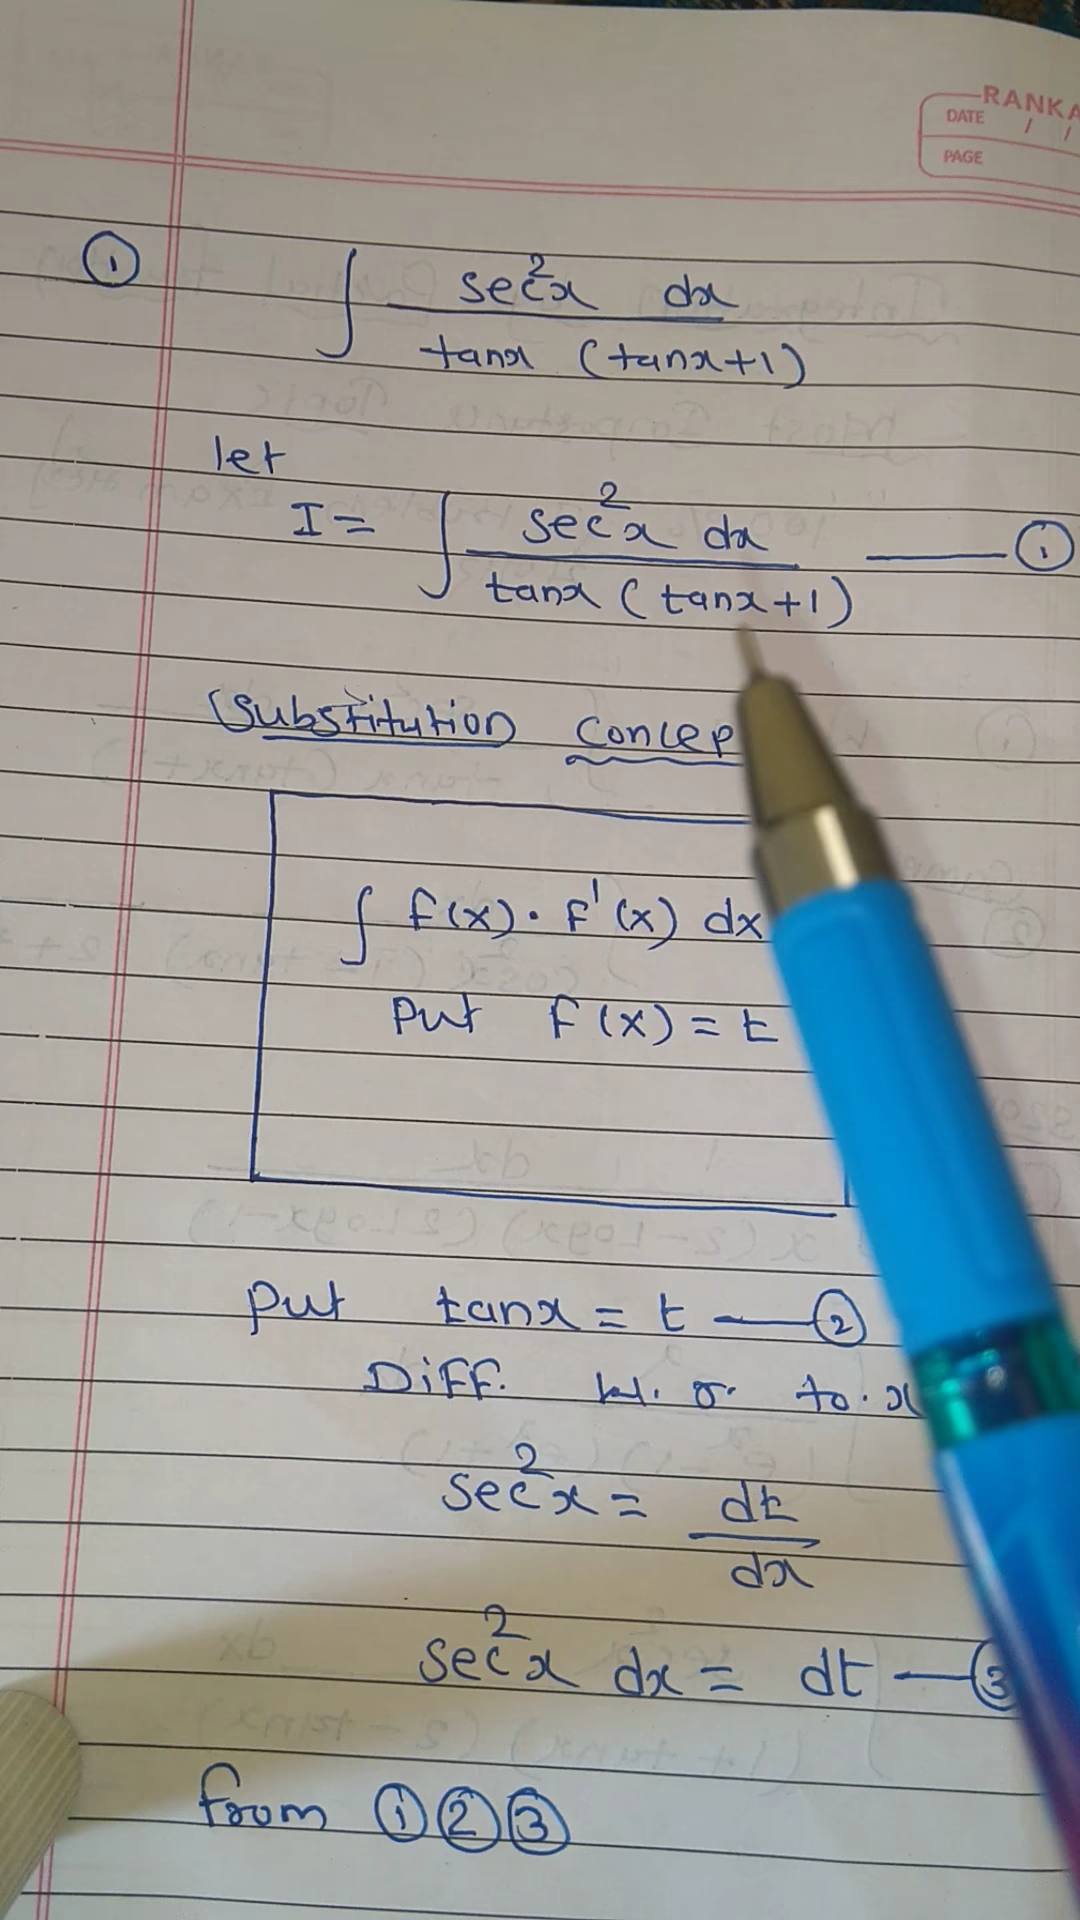 RANKA
DATE / /
PAGE
① ∫ sec²x dx / tanx (tanx+1)
let
I = ∫ sec²x dx / tanx (tanx+1) —— ①
Substitution Concep
∫ f(x) · f'(x) dx
Put f(x) = t
Put tanx = t —— ②
Diff. w. r. to. x
sec²x = dt/dx
sec²x dx = dt —— ③
from ① ② ③